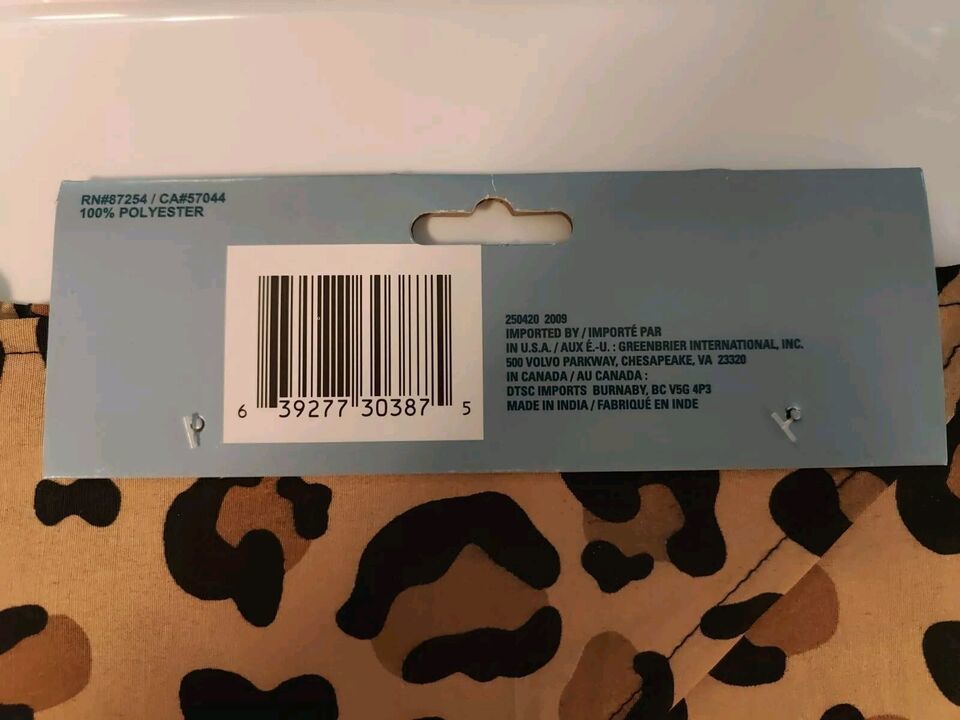 RN#87254 / CA#57044
100% POLYESTER
6 39277 30387 5
250420 2009
IMPORTED BY / IMPORTÉ PAR
IN U.S.A. / AUX É.-U. : GREENBRIER INTERNATIONAL, INC.
500 VOLVO PARKWAY, CHESAPEAKE, VA 23320
IN CANADA / AU CANADA :
DTSC IMPORTS BURNABY, BC V5G 4P3
MADE IN INDIA / FABRIQUÉ EN INDE